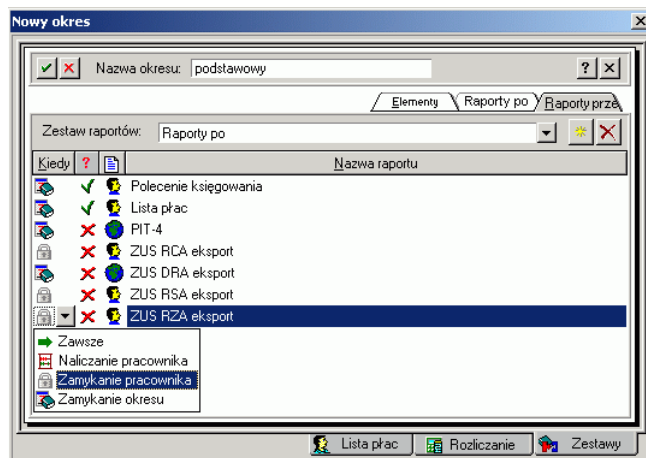 Nowy okres
Nazwa okresu: podstawowy ?
Elementy Raporty po Raporty prze
Zestaw raportów: Raporty po
Kiedy ? Nazwa raportu
Polecenie księgowania
Lista płac
PIT-4
ZUS RCA eksport
ZUS DRA eksport
ZUS RSA eksport
ZUS RZA eksport
Zawsze
Naliczanie pracownika
Zamykanie pracownika
Zamykanie okresu
Lista płac Rozliczanie Zestawy